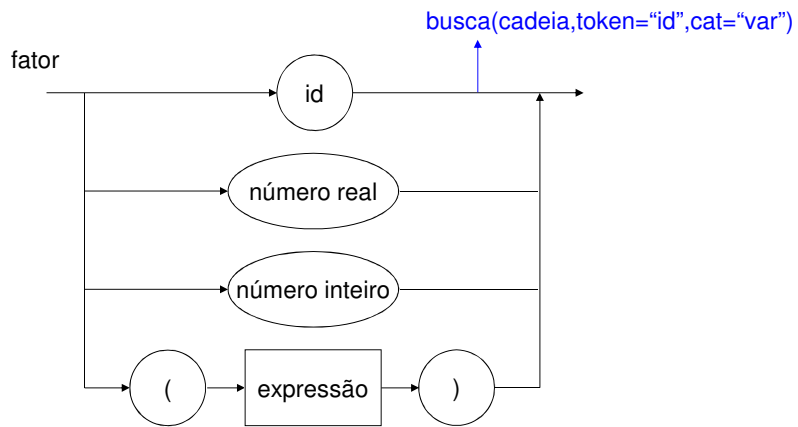 busca(cadeia,token=“id”,cat=“var”)
fator
id
número real
número inteiro
( expressão )